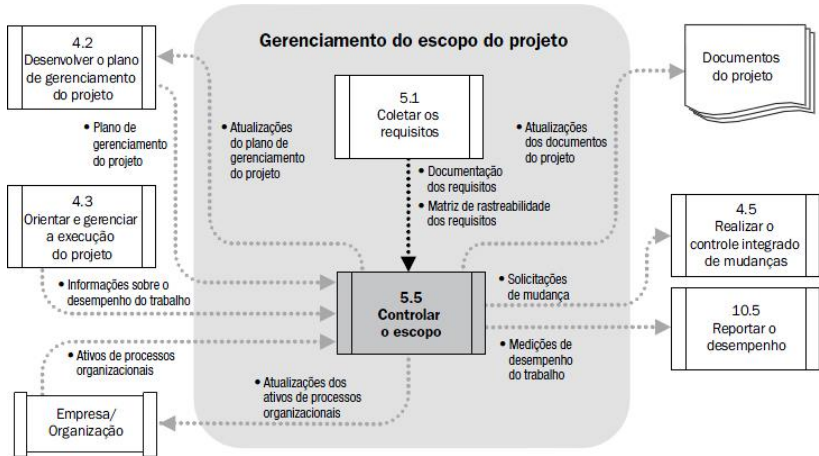 Gerenciamento do escopo do projeto
4.2
Desenvolver o plano
de gerenciamento
do projeto
• Plano de
gerenciamento
do projeto
• Atualizações
do plano de
gerenciamento
do projeto
5.1
Coletar os
requisitos
• Documentação
dos requisitos
• Matriz de rastreabilidade
dos requisitos
• Atualizações
dos documentos
do projeto
Documentos
do projeto
4.3
Orientar e gerenciar
a execução
do projeto
• Informações sobre o
desempenho do trabalho
5.5
Controlar
o escopo
• Solicitações
de mudança
4.5
Realizar o
controle integrado
de mudanças
• Medições de
desempenho
do trabalho
10.5
Reportar o
desempenho
• Ativos de processos
organizacionais
• Atualizações dos
ativos de processos
organizacionais
Empresa/
Organização